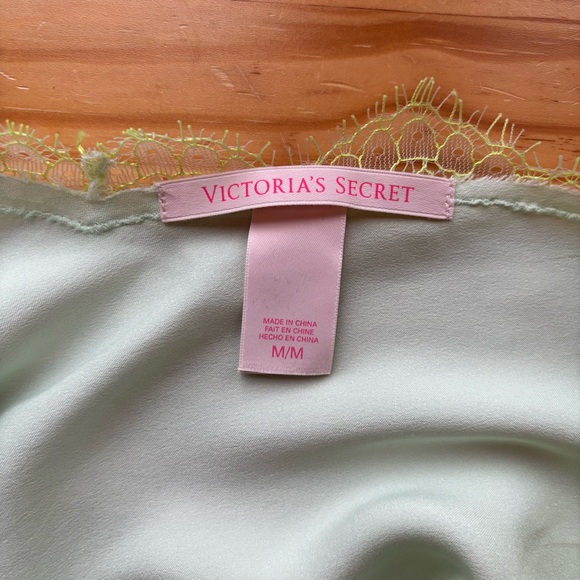 VICTORIA'S SECRET
MADE IN CHINA
FAIT EN CHINE
HECHO EN CHINA
M/M